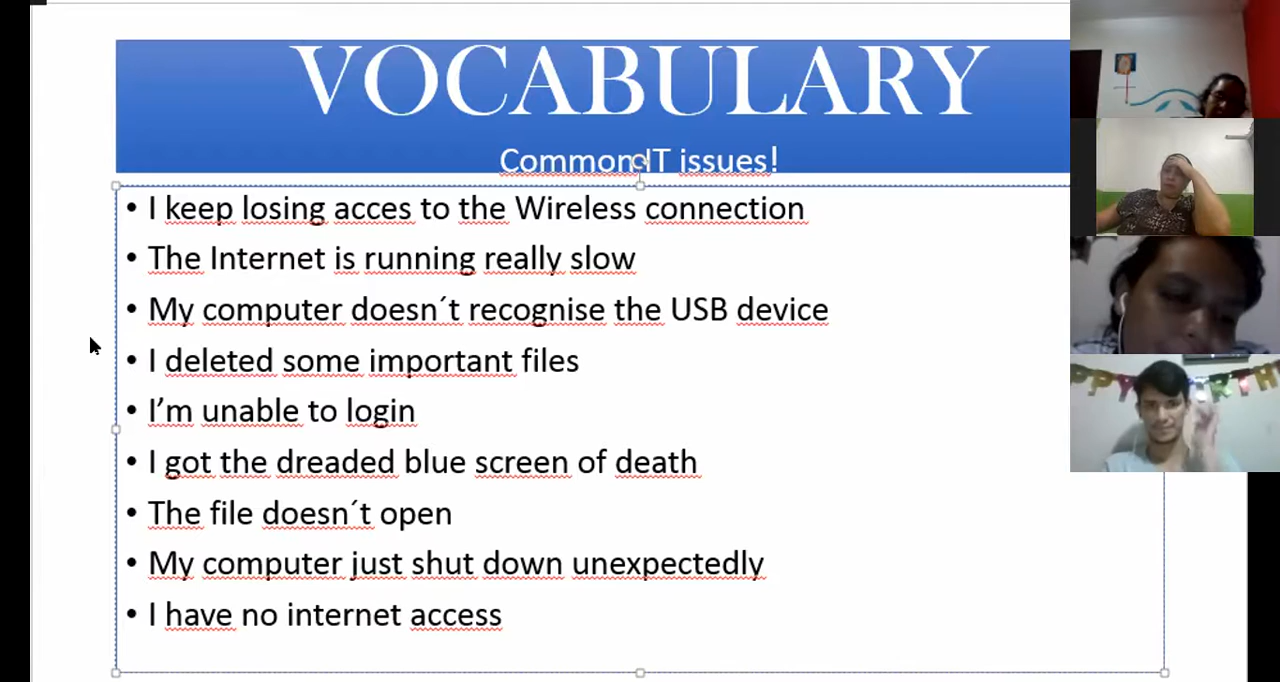 VOCABULARY
Common IT issues!
• I keep losing acces to the Wireless connection
• The Internet is running really slow
• My computer doesn´t recognise the USB device
• I deleted some important files
• I’m unable to login
• I got the dreaded blue screen of death
• The file doesn´t open
• My computer just shut down unexpectedly
• I have no internet access